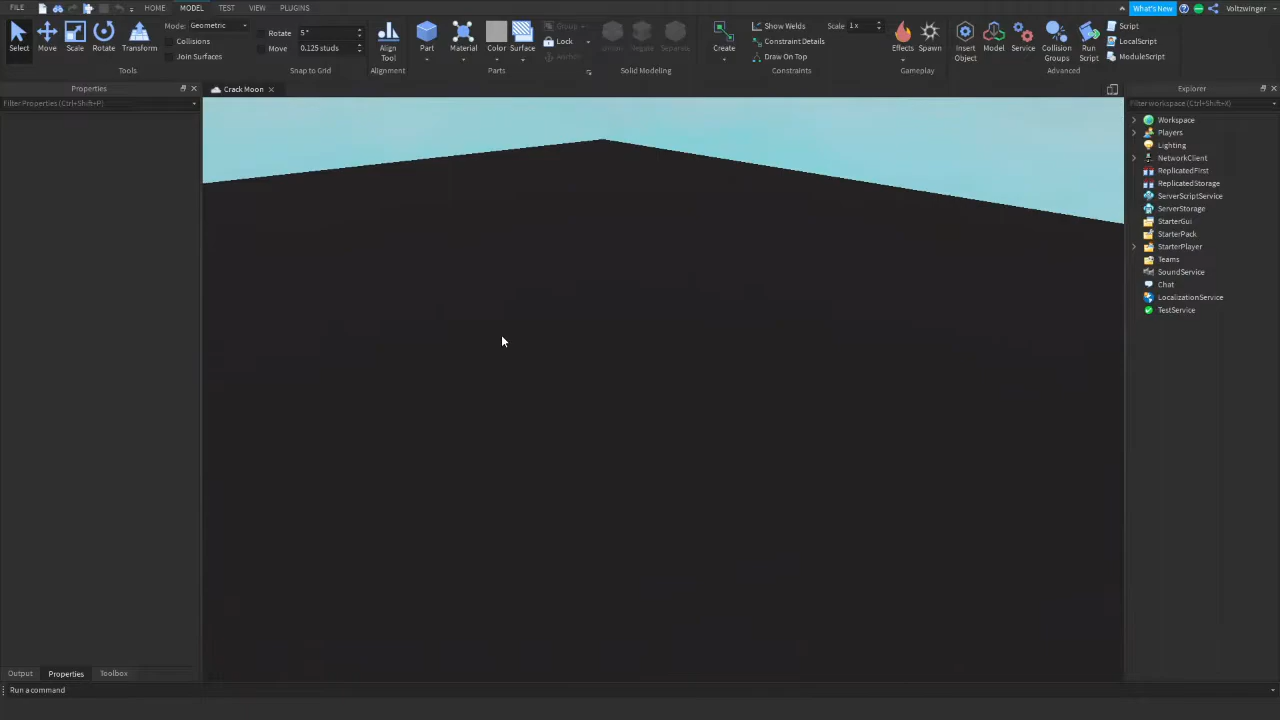 FILE HOME MODEL TEST VIEW PLUGINS What's New Voltzwinger
Select Move Scale Rotate Transform
Mode: Geometric
Collisions
Join Surfaces
Tools
Rotate 5°
Move 0.125 studs
Snap to Grid
Align Tool
Alignment
Part Material Color Surface
Group
Lock
Anchor
Parts
Union Negate Separate
Solid Modeling
Create
Show Welds
Constraint Details
Draw On Top
Scale 1x
Constraints
Effects Spawn
Gameplay
Insert Object
Model
Service
Collision Groups
Run Script
Script
LocalScript
ModuleScript
Advanced
Properties
Filter Properties (Ctrl+Shift+P)
Crack Moon
Explorer
Filter workspace (Ctrl+Shift+X)
Workspace
Players
Lighting
NetworkClient
ReplicatedFirst
ReplicatedStorage
ServerScriptService
ServerStorage
StarterGui
StarterPack
StarterPlayer
Teams
SoundService
Chat
LocalizationService
TestService
Output Properties Toolbox
Run a command